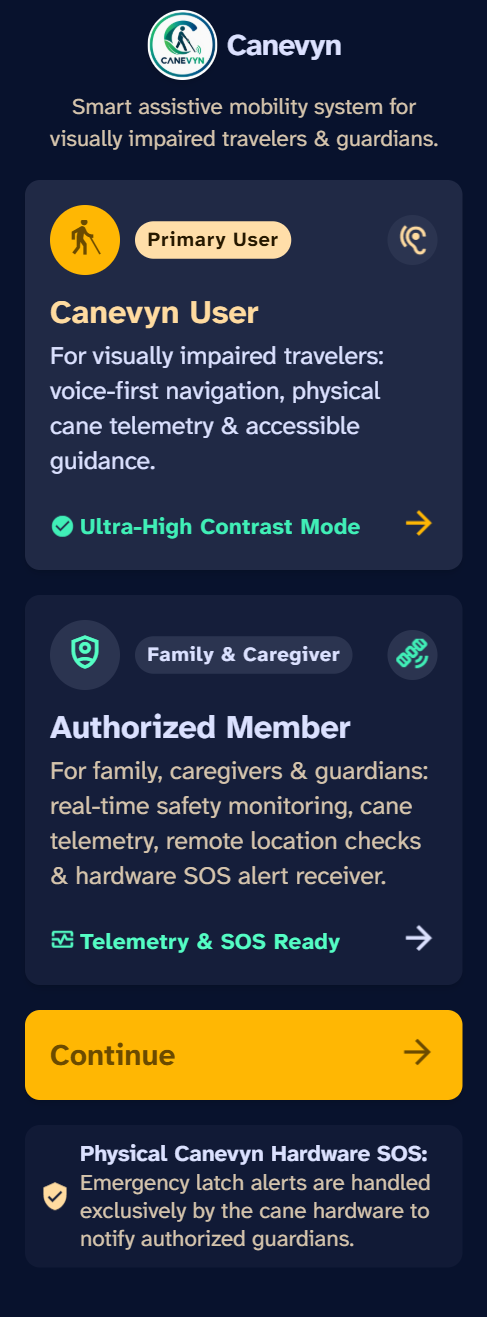 CANEVYN
Canevyn
Smart assistive mobility system for
visually impaired travelers & guardians.
Primary User
Canevyn User
For visually impaired travelers:
voice-first navigation, physical
cane telemetry & accessible
guidance.
Ultra-High Contrast Mode
Family & Caregiver
Authorized Member
For family, caregivers & guardians:
real-time safety monitoring, cane
telemetry, remote location checks
& hardware SOS alert receiver.
Telemetry & SOS Ready
Continue
Physical Canevyn Hardware SOS:
Emergency latch alerts are handled
exclusively by the cane hardware to
notify authorized guardians.